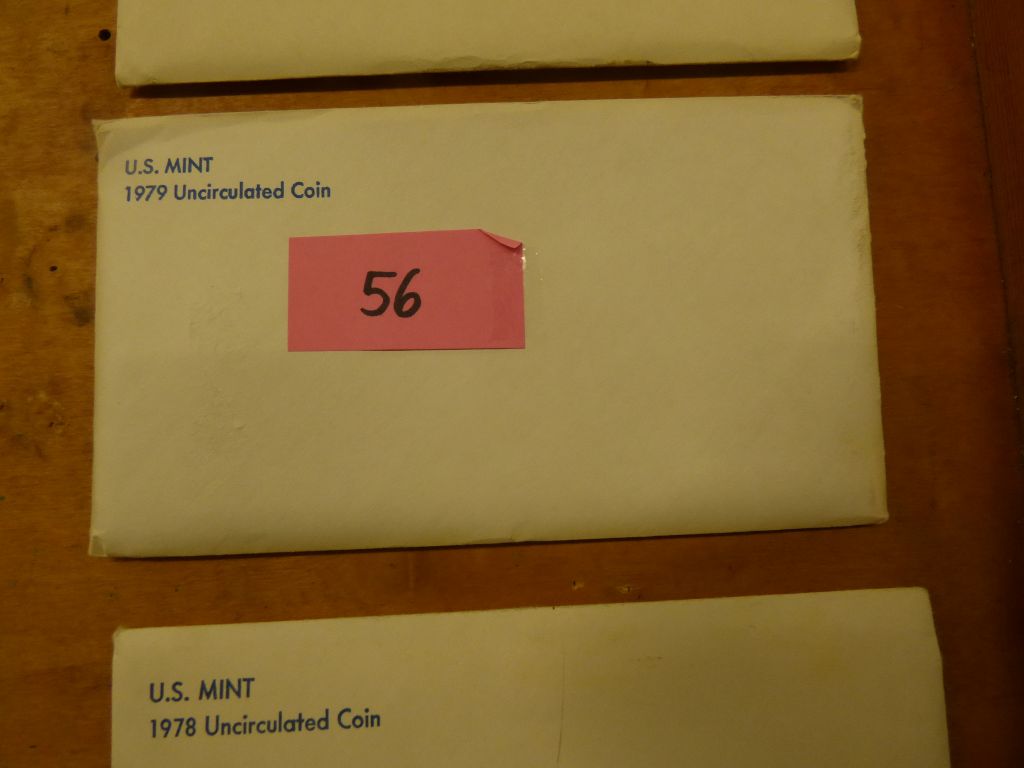 U.S. MINT
1979 Uncirculated Coin
56
U.S. MINT
1978 Uncirculated Coin